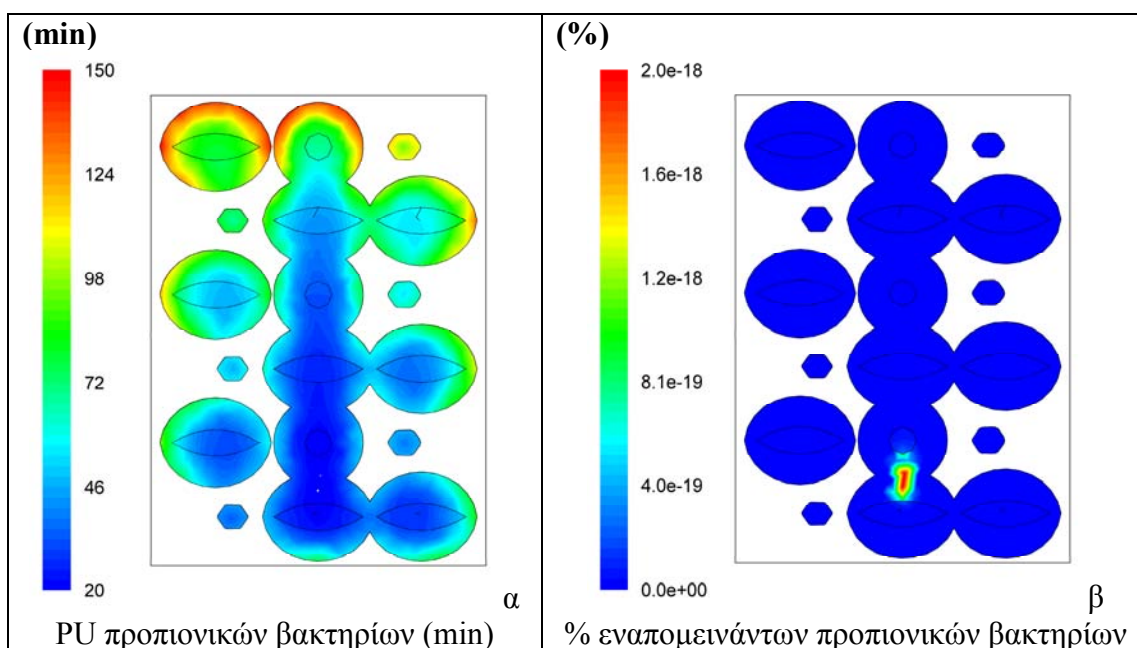 (min)
150
124
98
72
46
20
α
PU προπιονικών βακτηρίων (min)
(%)
2.0e-18
1.6e-18
1.2e-18
8.1e-19
4.0e-19
0.0e+00
β
% εναπομεινάντων προπιονικών βακτηρίων